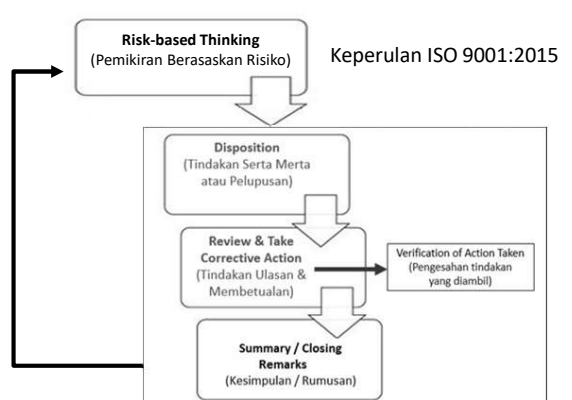 Risk-based Thinking
(Pemikiran Berasaskan Risiko)
Keperulan ISO 9001:2015
Disposition
(Tindakan Serta Merta
atau Pelupusan)
Review & Take
Corrective Action
(Tindakan Ulasan &
Membetualan)
Verification of Action Taken
(Pengesahan tindakan
yang diambil)
Summary / Closing
Remarks
(Kesimpulan / Rumusan)